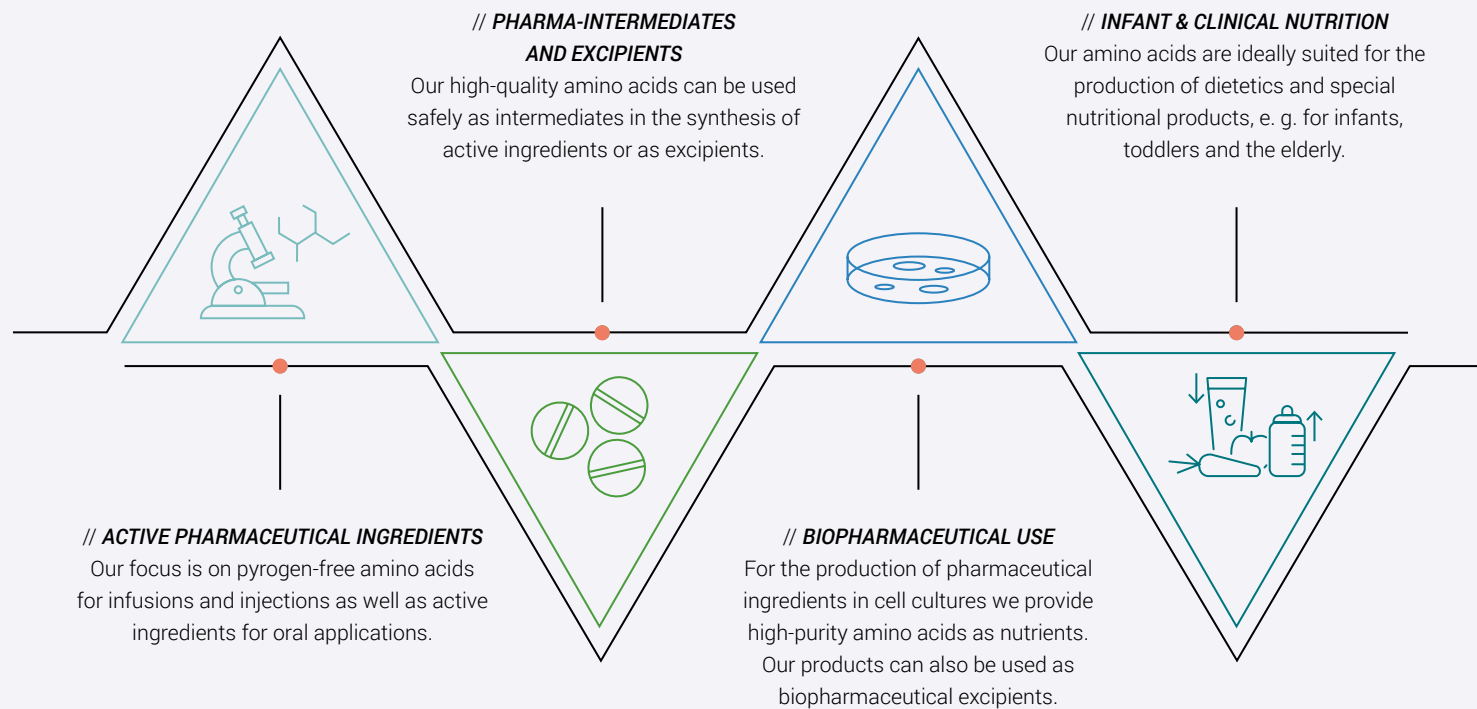 // PHARMA-INTERMEDIATES
AND EXCIPIENTS
Our high-quality amino acids can be used
safely as intermediates in the synthesis of
active ingredients or as excipients.
// INFANT & CLINICAL NUTRITION
Our amino acids are ideally suited for the
production of dietetics and special
nutritional products, e. g. for infants,
toddlers and the elderly.
// ACTIVE PHARMACEUTICAL INGREDIENTS
Our focus is on pyrogen-free amino acids
for infusions and injections as well as active
ingredients for oral applications.
// BIOPHARMACEUTICAL USE
For the production of pharmaceutical
ingredients in cell cultures we provide
high-purity amino acids as nutrients.
Our products can also be used as
biopharmaceutical excipients.